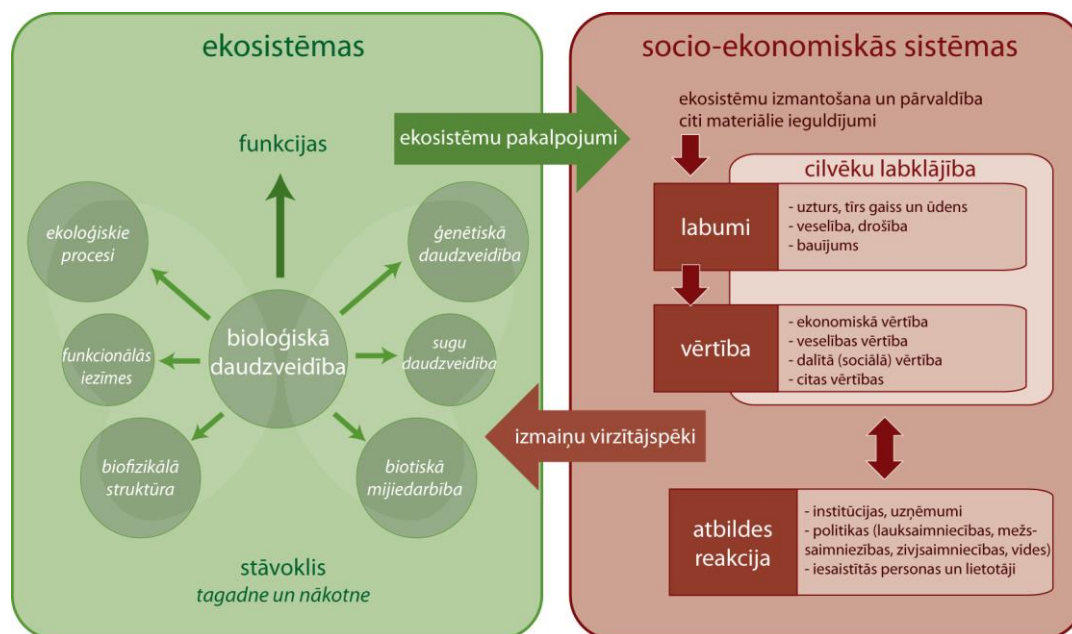 ekosistēmas
funkcijas
ekoloģiskie
procesi
ģenētiskā
daudzveidība
bioloģiskā
daudzveidība
funkcionālās
iezīmes
sugu
daudzveidība
biofizikālā
struktūra
biotiskā
mijiedarbība
stāvoklis
tagadne un nākotne
ekosistēmu pakalpojumi
izmaiņu virzītājspēki
socio-ekonomiskās sistēmas
ekosistēmu izmantošana un pārvaldība
citi materiālie ieguldījumi
cilvēku labklājība
labumi
- uzturs, tīrs gaiss un ūdens
- veselība, drošība
- bauījums
vērtība
- ekonomiskā vērtība
- veselības vērtība
- dalītā (sociālā) vērtība
- citas vērtības
atbildes
reakcija
- institūcijas, uzņēmumi
- politikas (lauksaimniecības, mežs-
saimniezības, zivjsaimniecības, vides)
- iesaistītās personas un lietotāji